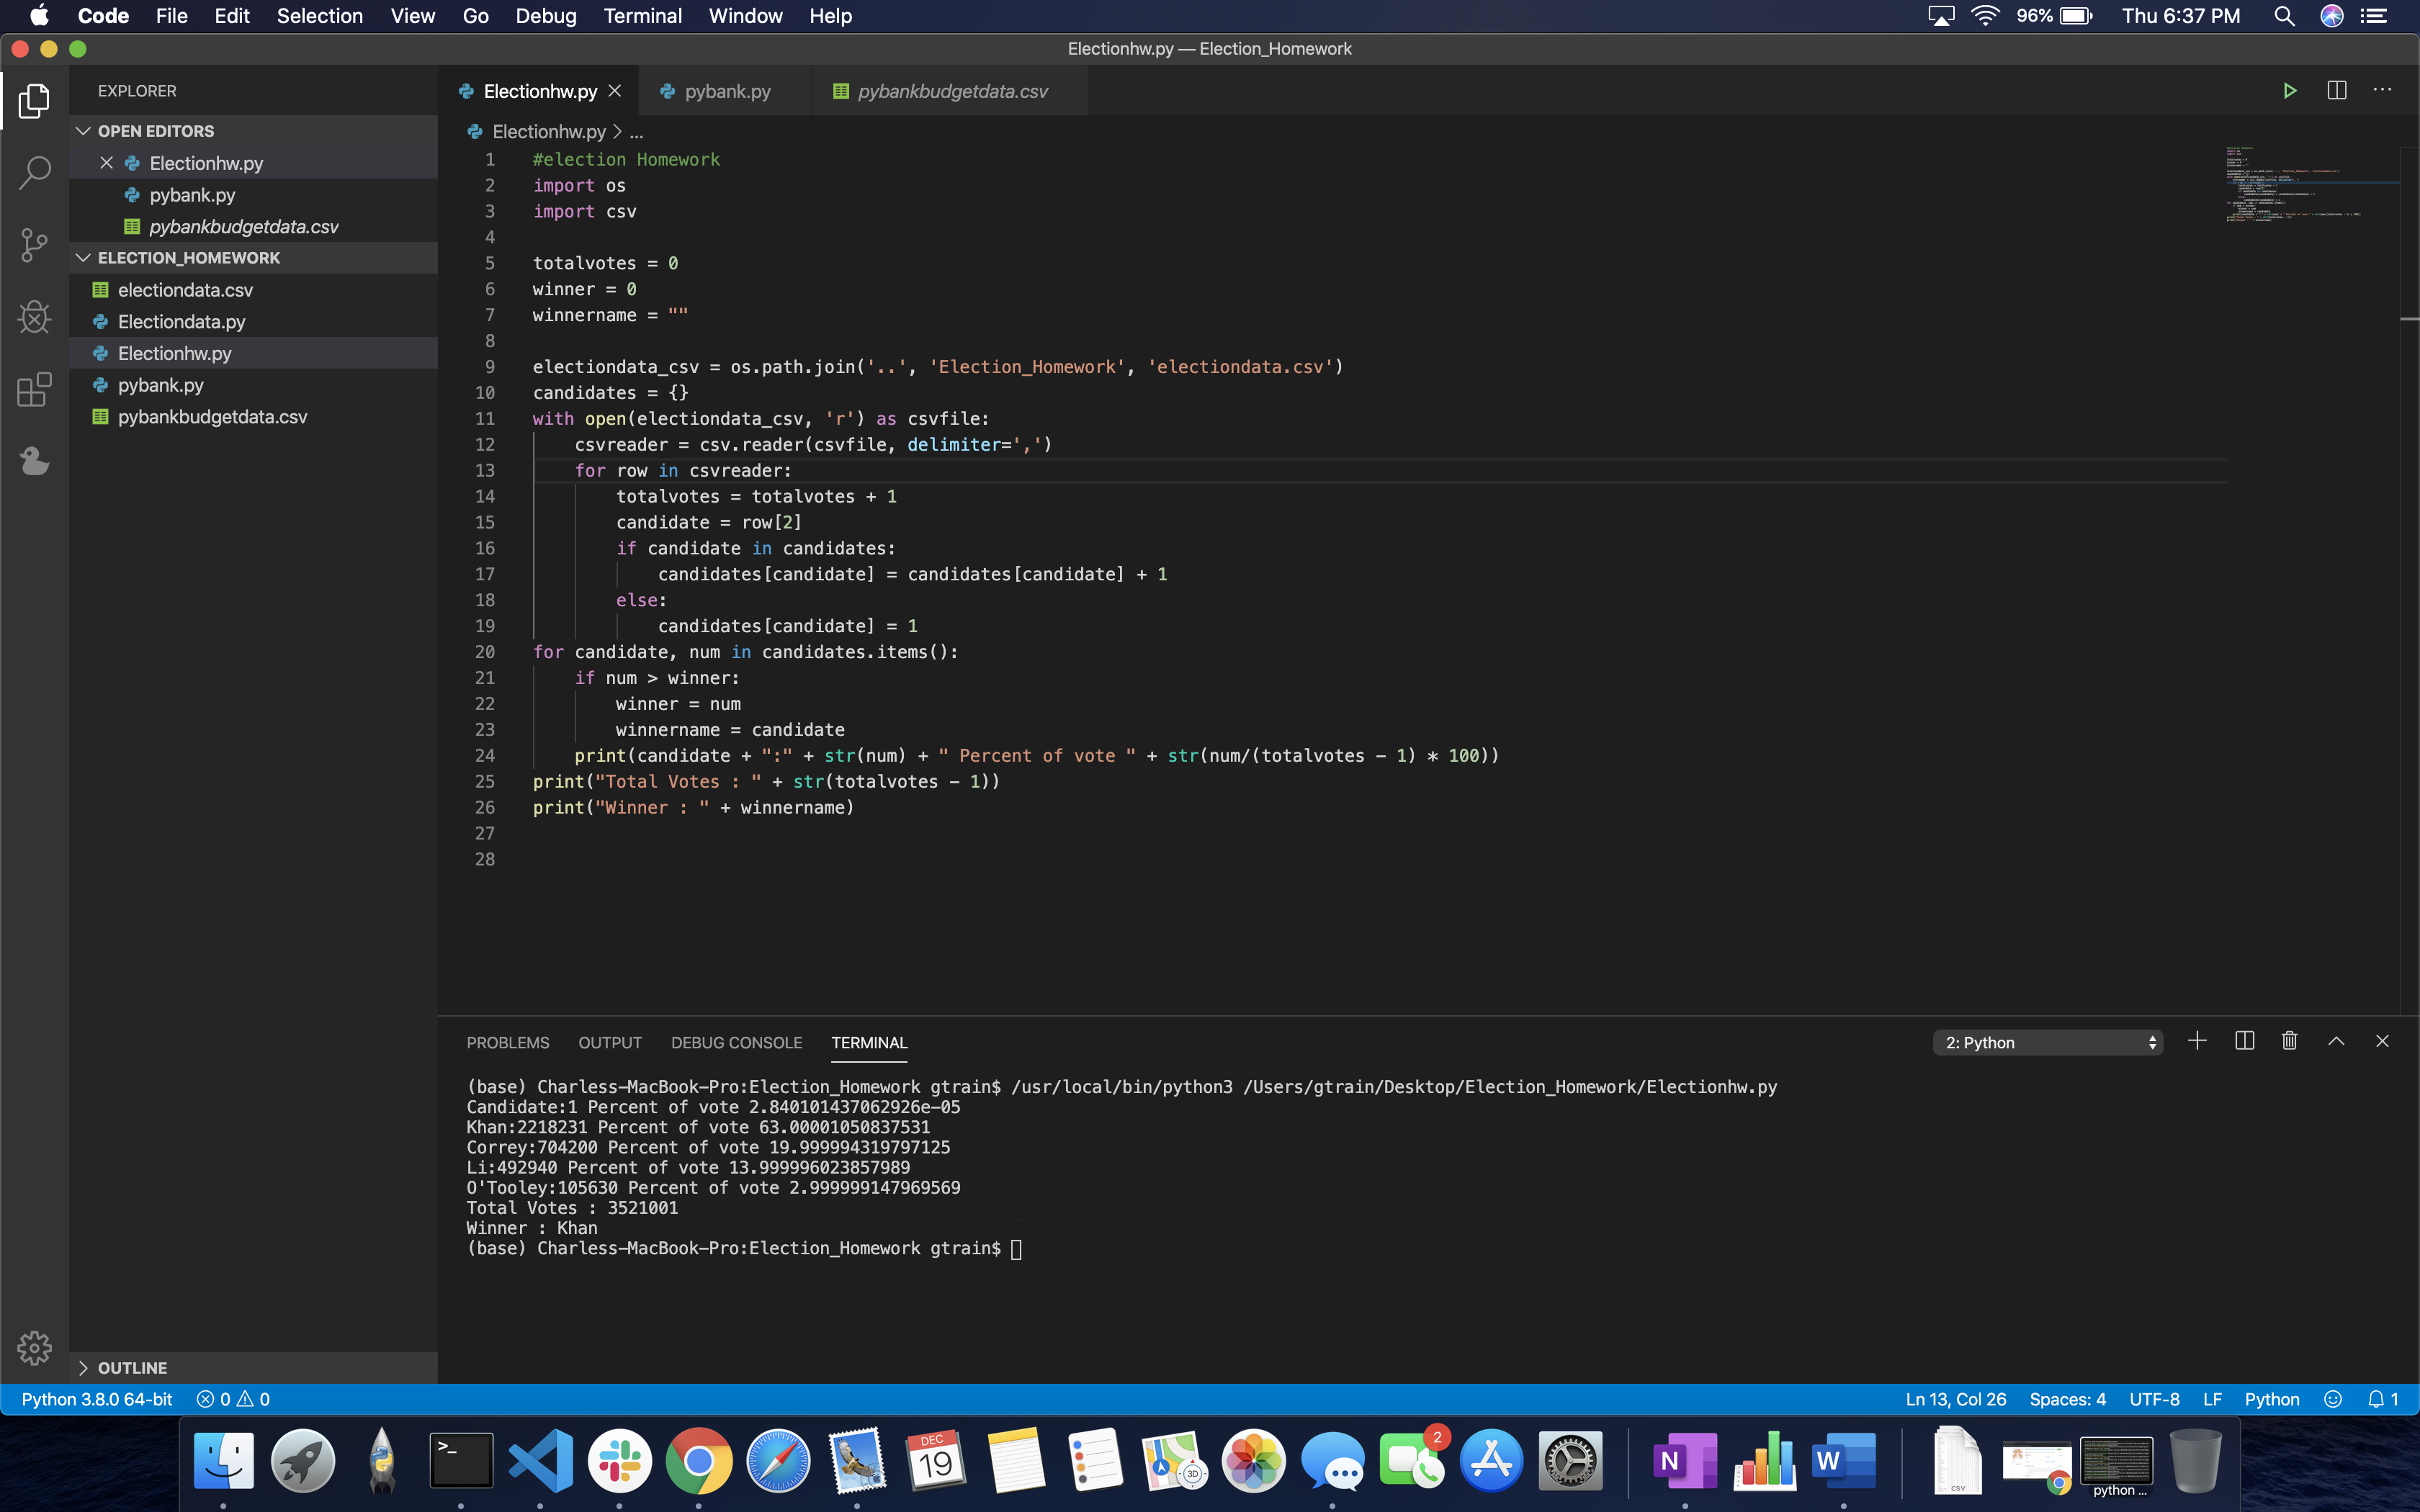 Code File Edit Selection View Go Debug Terminal Window Help 96% Thu 6:37 PM
Electionhw.py — Election_Homework
EXPLORER
OPEN EDITORS
Electionhw.py
pybank.py
pybankbudgetdata.csv
ELECTION_HOMEWORK
electiondata.csv
Electiondata.py
Electionhw.py
pybank.py
pybankbudgetdata.csv
OUTLINE
Electionhw.py pybank.py pybankbudgetdata.csv
Electionhw.py > ...
1 #election Homework
2 import os
3 import csv
4
5 totalvotes = 0
6 winner = 0
7 winnername = ""
8
9 electiondata_csv = os.path.join('..', 'Election_Homework', 'electiondata.csv')
10 candidates = {}
11 with open(electiondata_csv, 'r') as csvfile:
12     csvreader = csv.reader(csvfile, delimiter=',')
13     for row in csvreader:
14         totalvotes = totalvotes + 1
15         candidate = row[2]
16         if candidate in candidates:
17             candidates[candidate] = candidates[candidate] + 1
18         else:
19             candidates[candidate] = 1
20 for candidate, num in candidates.items():
21     if num > winner:
22         winner = num
23         winnername = candidate
24     print(candidate + ":" + str(num) + " Percent of vote " + str(num/(totalvotes - 1) * 100))
25 print("Total Votes : " + str(totalvotes - 1))
26 print("Winner : " + winnername)
27
28
PROBLEMS OUTPUT DEBUG CONSOLE TERMINAL 2: Python
(base) Charless-MacBook-Pro:Election_Homework gtrain$ /usr/local/bin/python3 /Users/gtrain/Desktop/Election_Homework/Electionhw.py
Candidate:1 Percent of vote 2.840101437062926e-05
Khan:2218231 Percent of vote 63.00001050837531
Correy:704200 Percent of vote 19.999994319797125
Li:492940 Percent of vote 13.999996023857989
O'Tooley:105630 Percent of vote 2.999999147969569
Total Votes : 3521001
Winner : Khan
(base) Charless-MacBook-Pro:Election_Homework gtrain$
Python 3.8.0 64-bit 0 0 Ln 13, Col 26 Spaces: 4 UTF-8 LF Python 1
DEC
19
3D
2
N
W
CSV
python ...